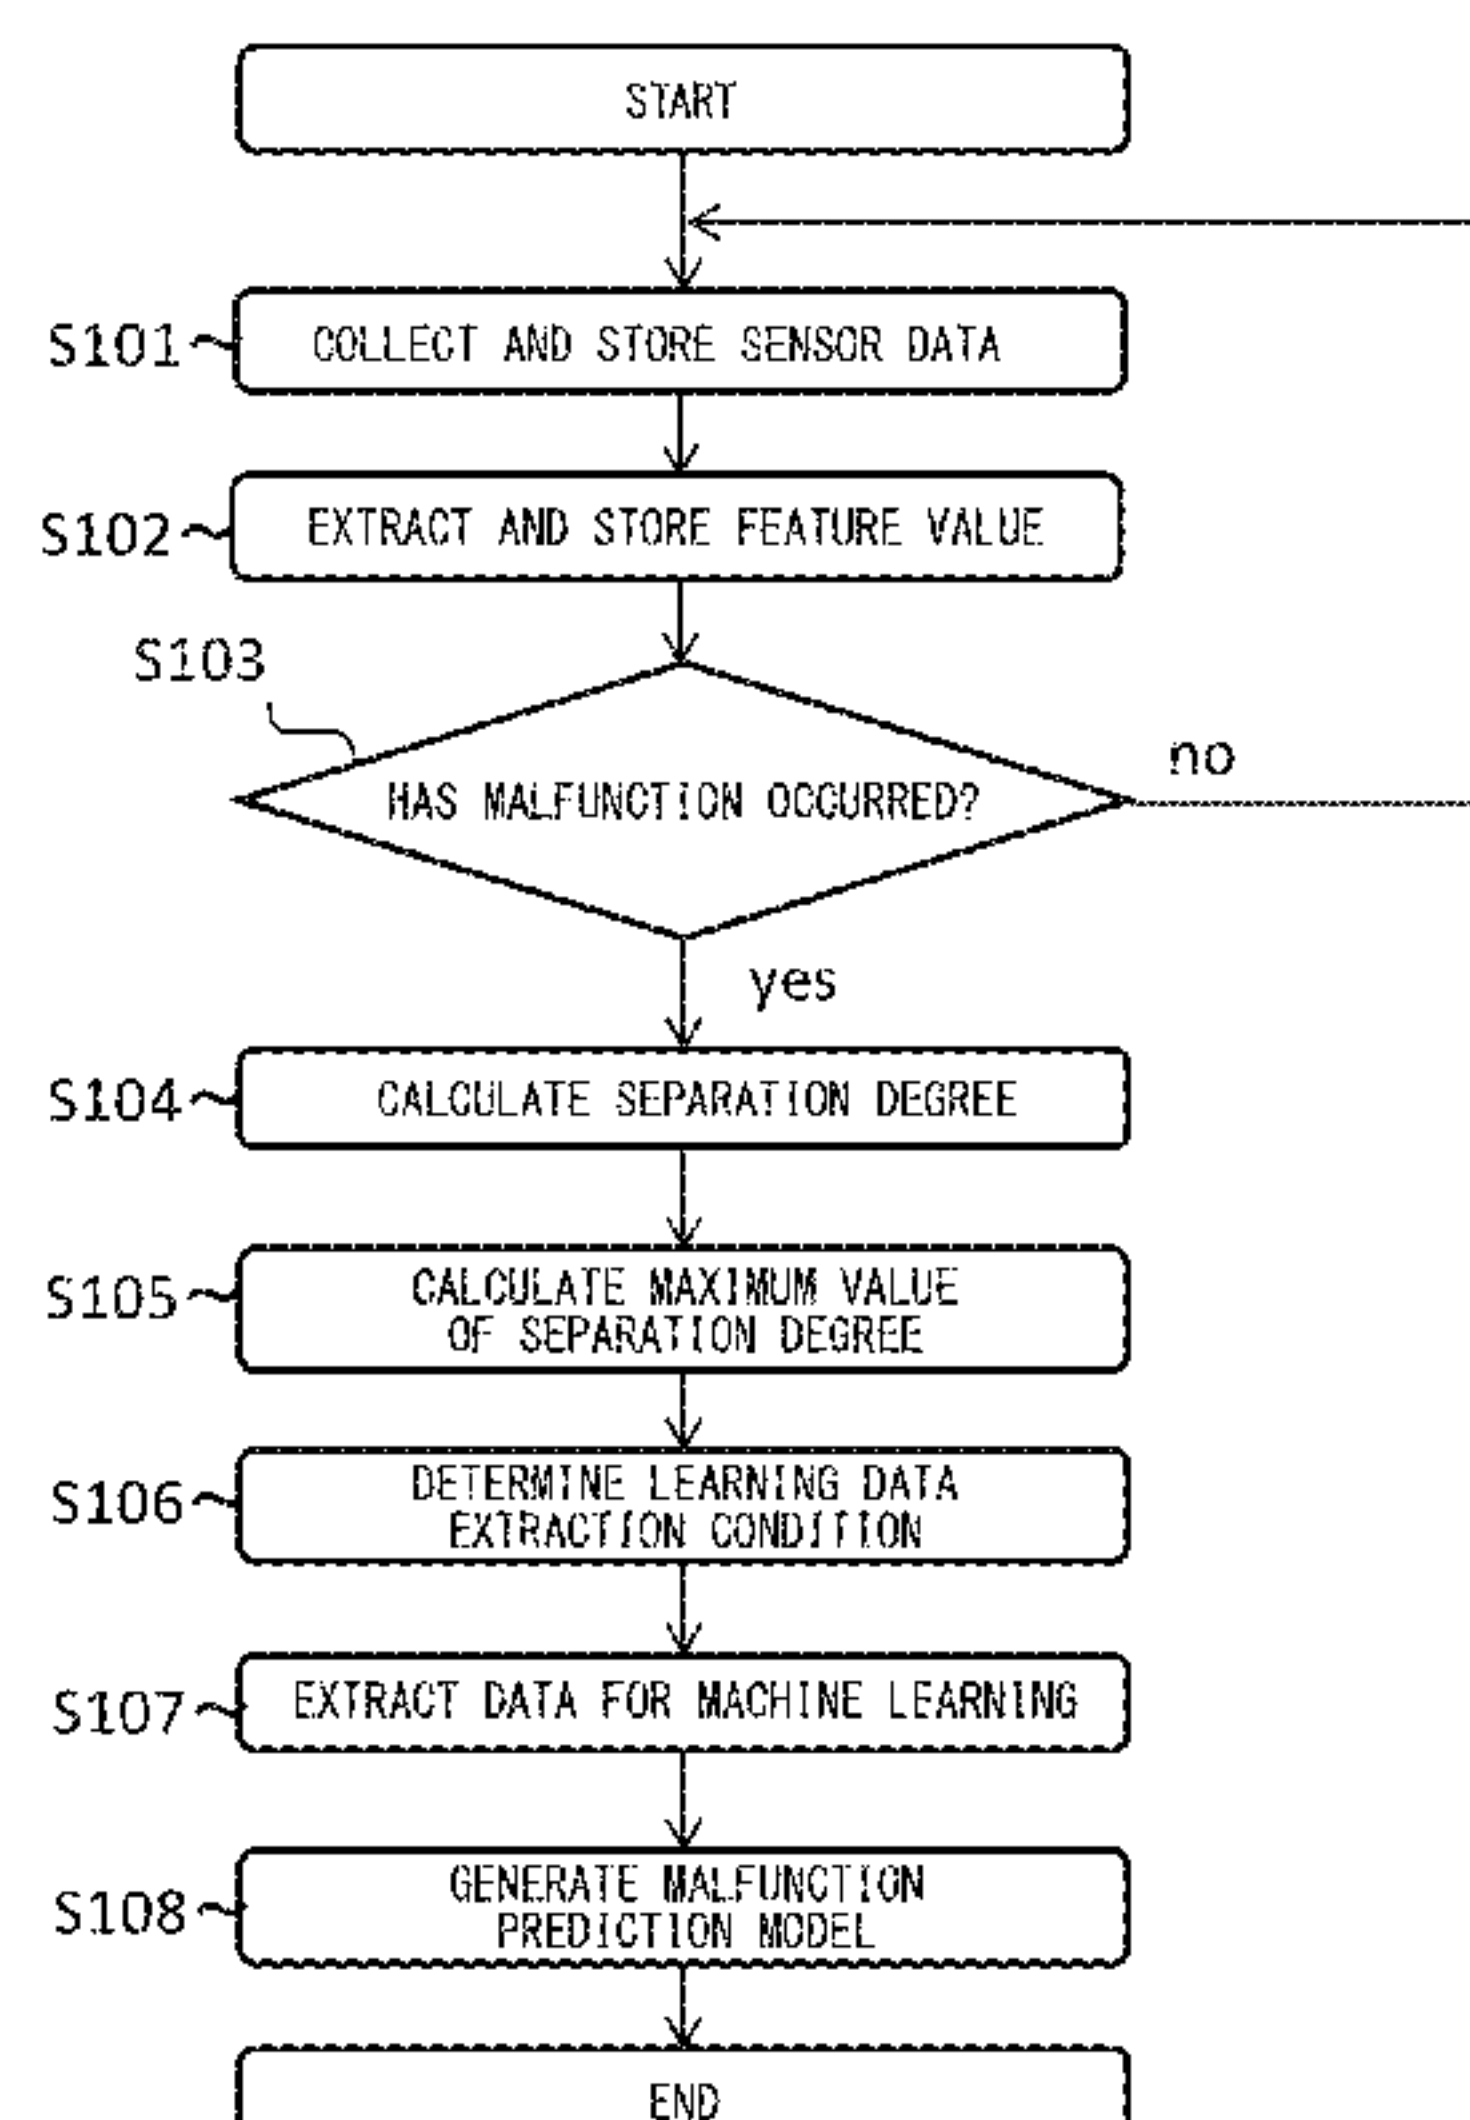 START
S101
COLLECT AND STORE SENSOR DATA
S102
EXTRACT AND STORE FEATURE VALUE
S103
HAS MALFUNCTION OCCURRED?
no
yes
S104
CALCULATE SEPARATION DEGREE
S105
CALCULATE MAXIMUM VALUE
OF SEPARATION DEGREE
S106
DETERMINE LEARNING DATA
EXTRACTION CONDITION
S107
EXTRACT DATA FOR MACHINE LEARNING
S108
GENERATE MALFUNCTION
PREDICTION MODEL
END